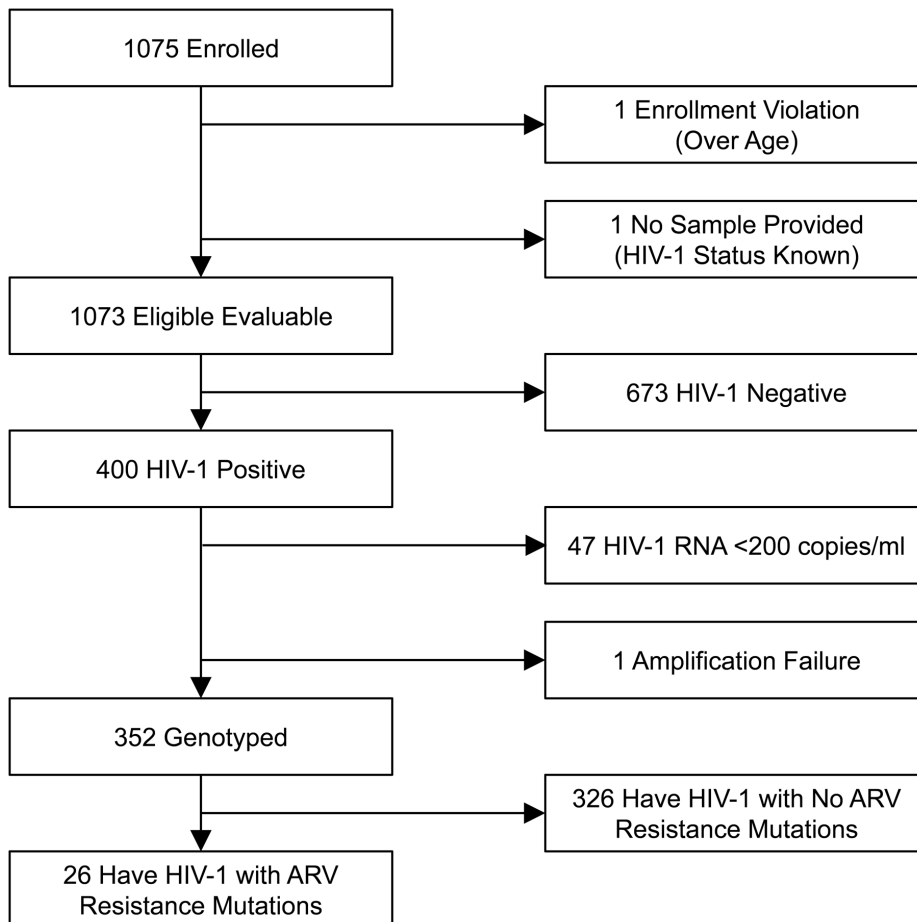 1075 Enrolled
1 Enrollment Violation
(Over Age)
1 No Sample Provided
(HIV-1 Status Known)
1073 Eligible Evaluable
673 HIV-1 Negative
400 HIV-1 Positive
47 HIV-1 RNA <200 copies/ml
1 Amplification Failure
352 Genotyped
326 Have HIV-1 with No ARV
Resistance Mutations
26 Have HIV-1 with ARV
Resistance Mutations